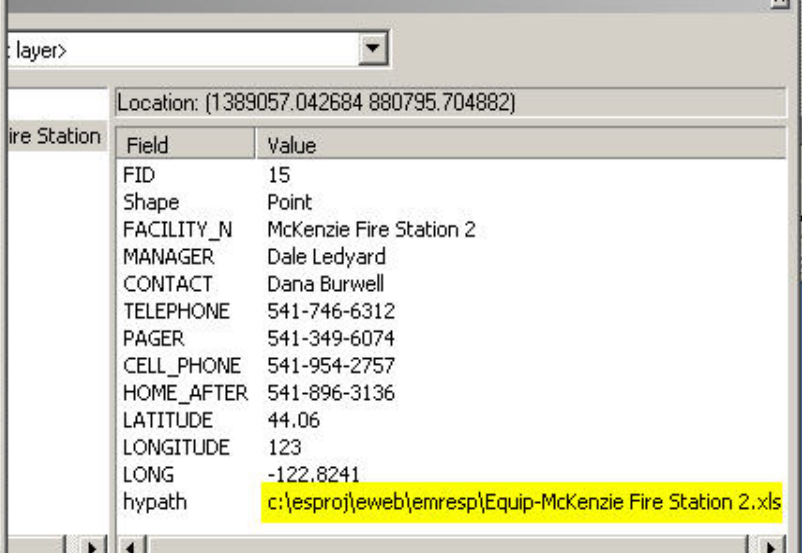 : layer>
Location: (1389057.042684 880795.704882)
ire Station
Field Value
FID 15
Shape Point
FACILITY_N McKenzie Fire Station 2
MANAGER Dale Ledyard
CONTACT Dana Burwell
TELEPHONE 541-746-6312
PAGER 541-349-6074
CELL_PHONE 541-954-2757
HOME_AFTER 541-896-3136
LATITUDE 44.06
LONGITUDE 123
LONG -122.8241
hypath c:\esproj\eweb\emresp\Equip-McKenzie Fire Station 2.xls